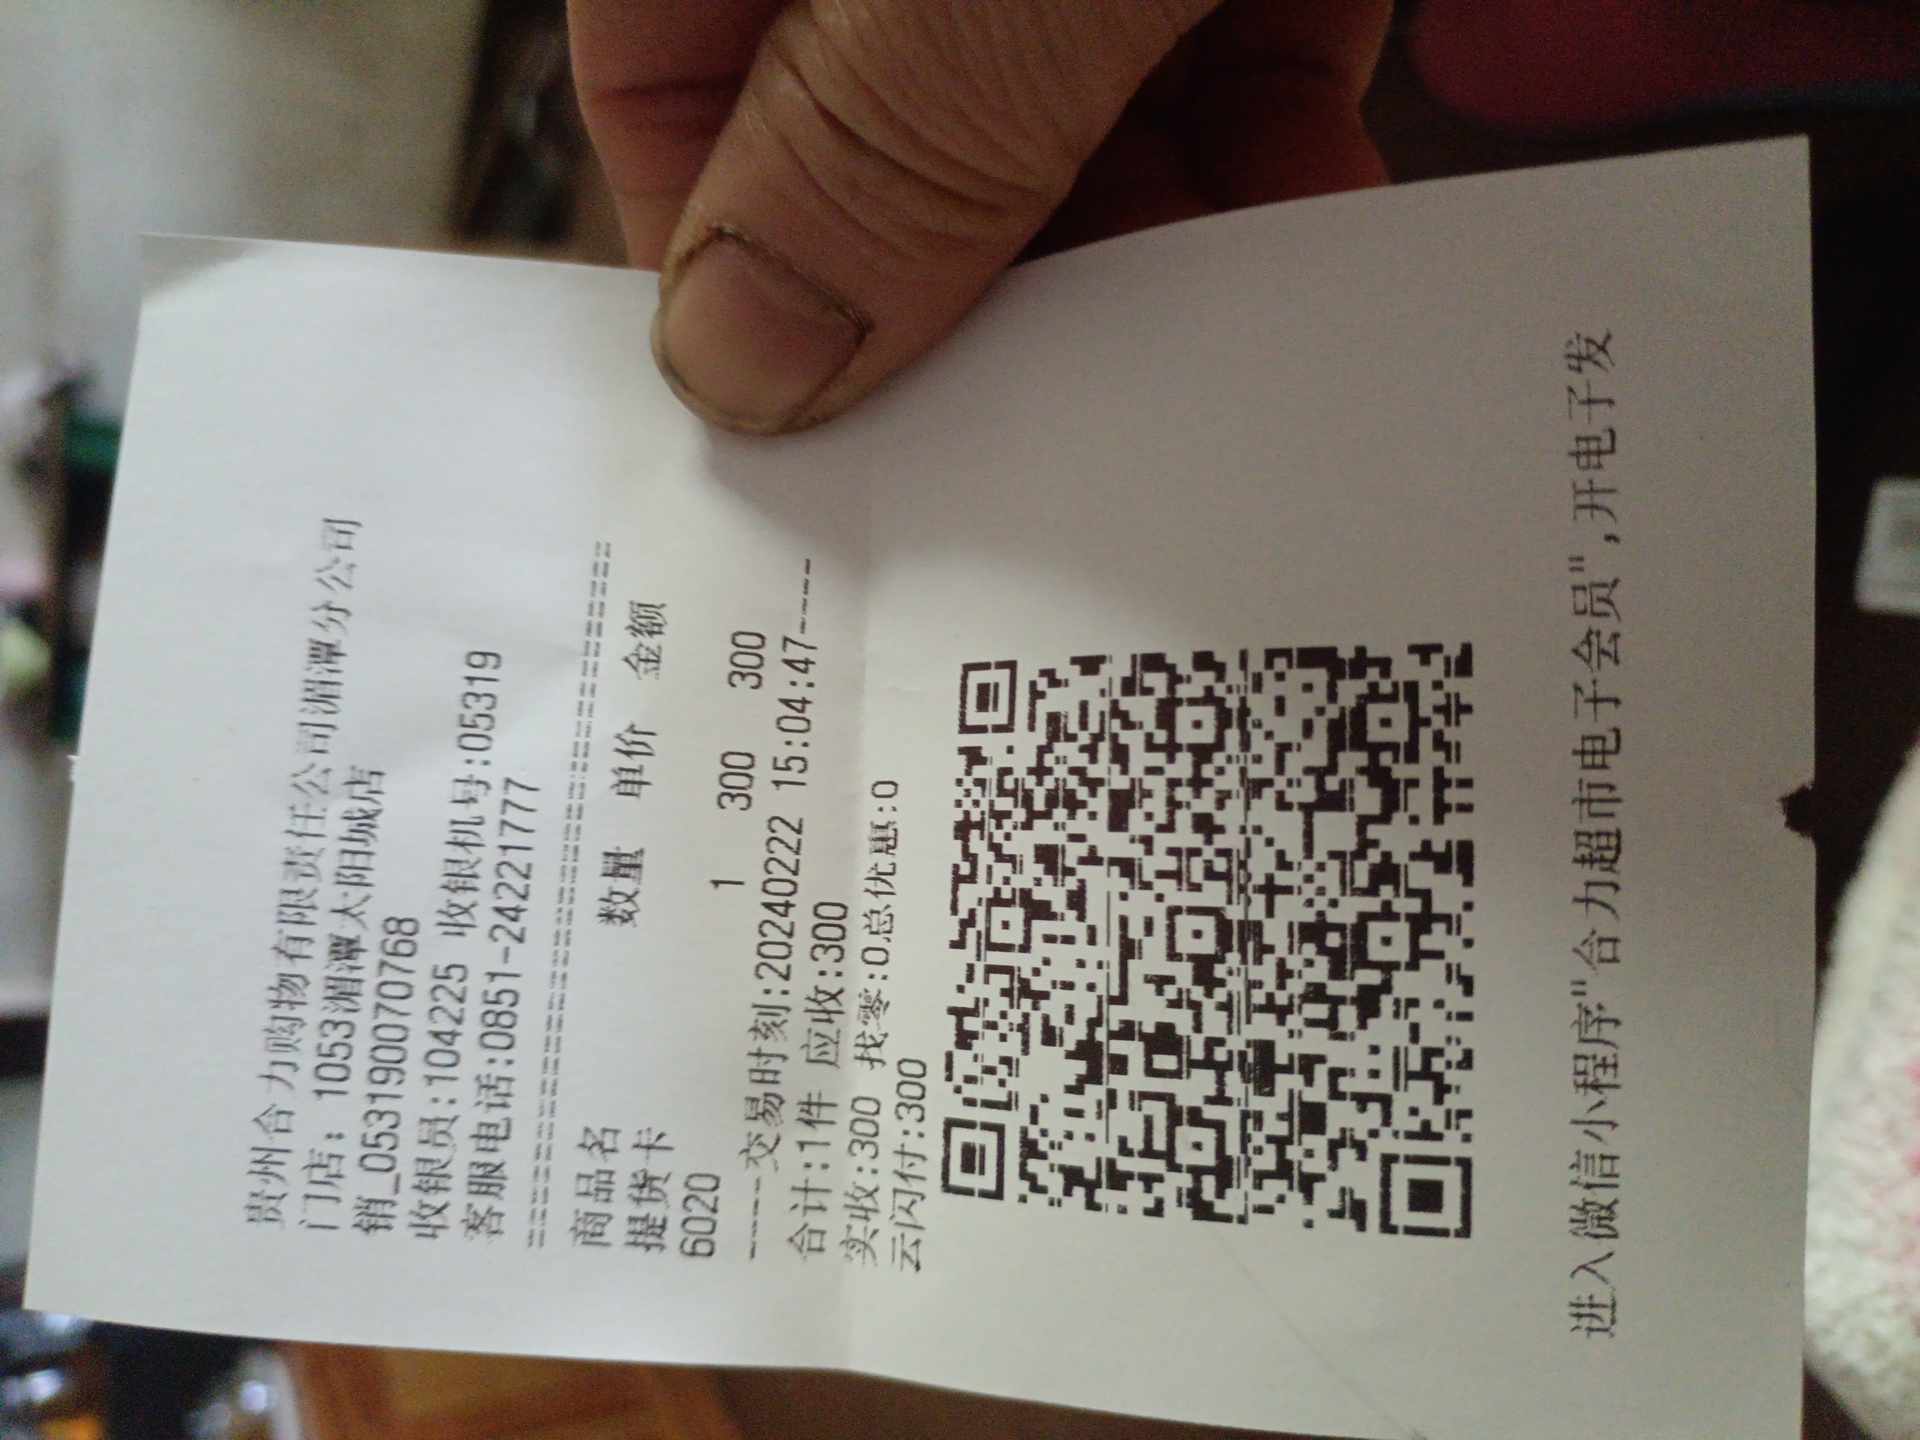 贵州合力购物有限责任公司湄潭分公司
门店：1053湄潭太阳城店
销_0531900707​68
收银员:104225 收银机号:05319
客服电话:0851-24221777
================================
商品名 数量 单价 金额
提货卡
6020 1 300 300
----交易时刻:20240222 15:04:47----
合计:1件 应收:300
实收:300 找零:0总优惠:0
云闪付:300
进入微信小程序"合力超市电子会员",开电子发